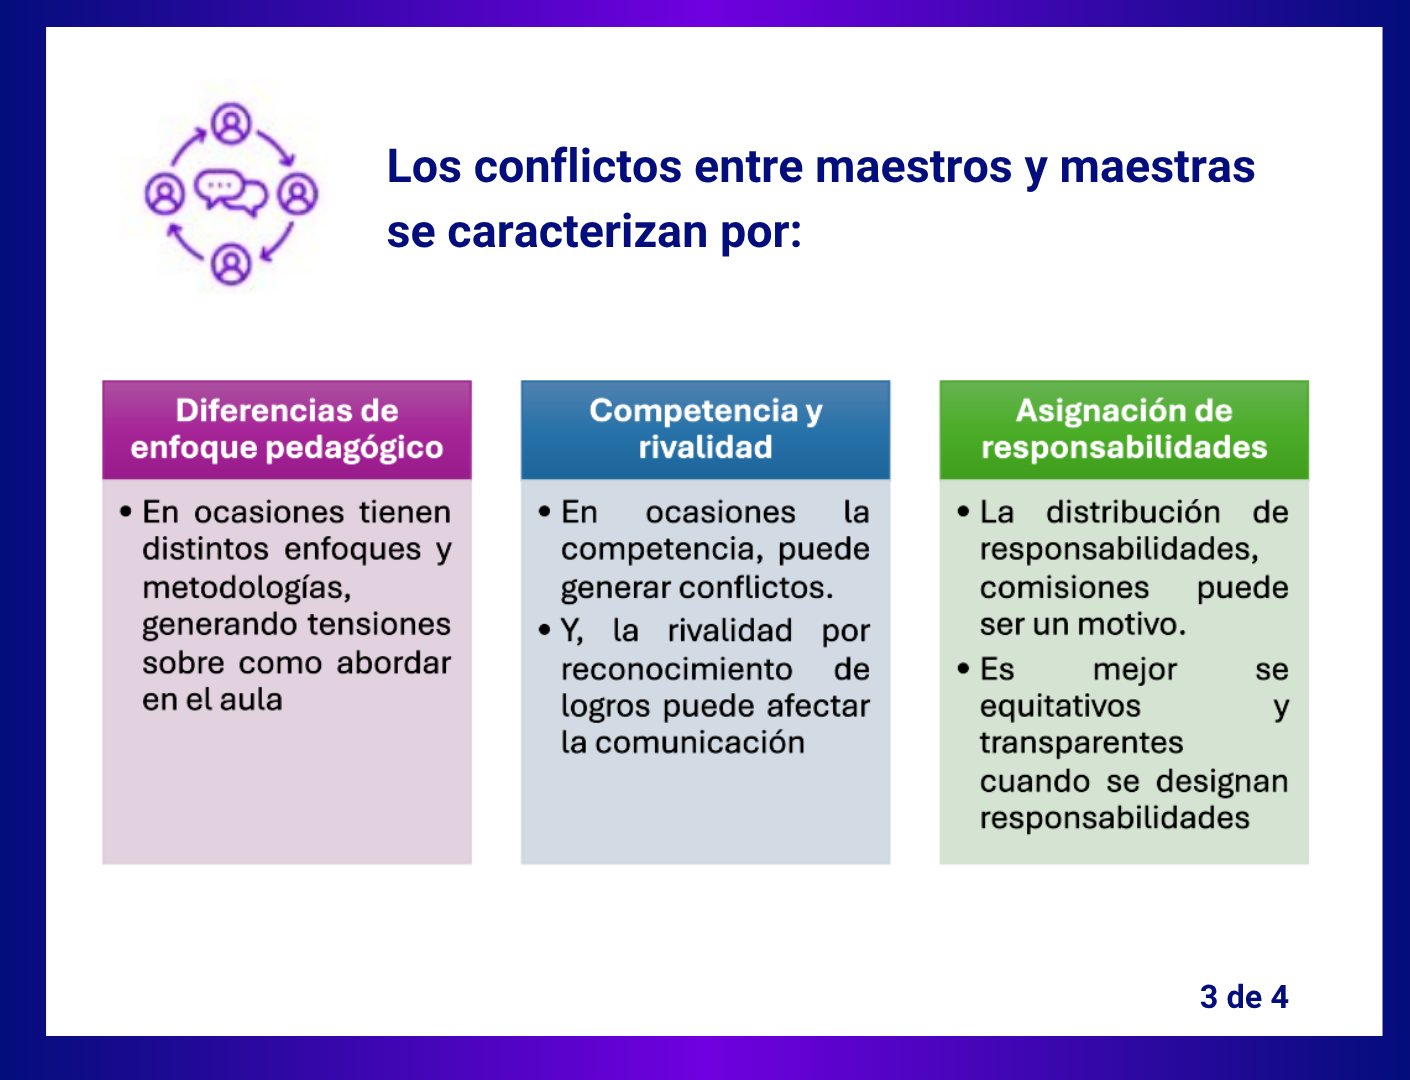 Los conflictos entre maestros y maestras
se caracterizan por:
Diferencias de
enfoque pedagógico
• En ocasiones tienen
distintos enfoques y
metodologías,
generando tensiones
sobre como abordar
en el aula
Competencia y
rivalidad
• En ocasiones la
competencia, puede
generar conflictos.
• Y, la rivalidad por
reconocimiento de
logros puede afectar
la comunicación
Asignación de
responsabilidades
• La distribución de
responsabilidades,
comisiones puede
ser un motivo.
• Es mejor se
equitativos y
transparentes
cuando se designan
responsabilidades
3 de 4